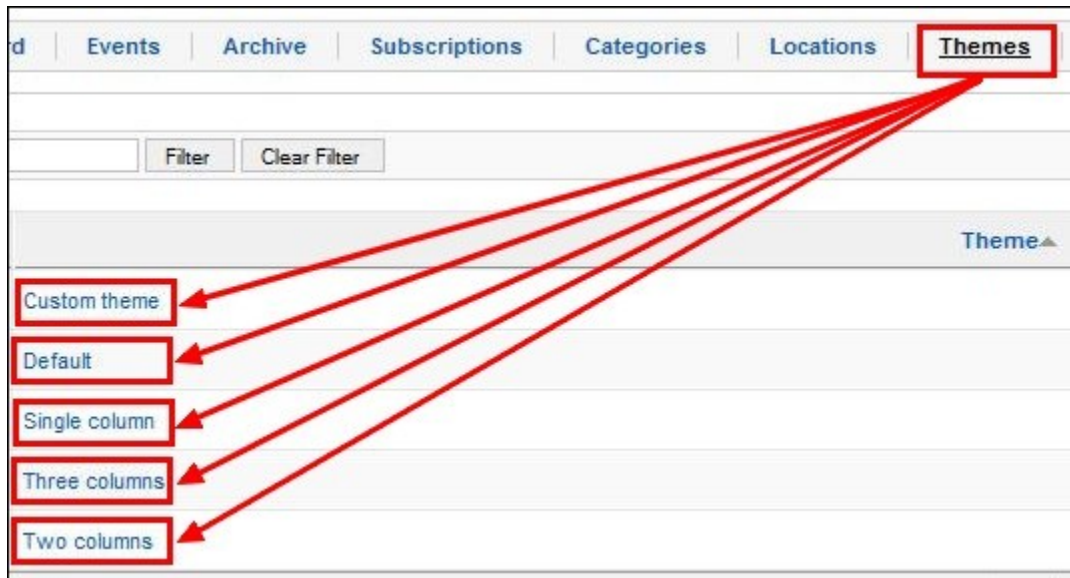 rd Events Archive Subscriptions Categories Locations Themes
Filter Clear Filter
Theme
Custom theme
Default
Single column
Three columns
Two columns